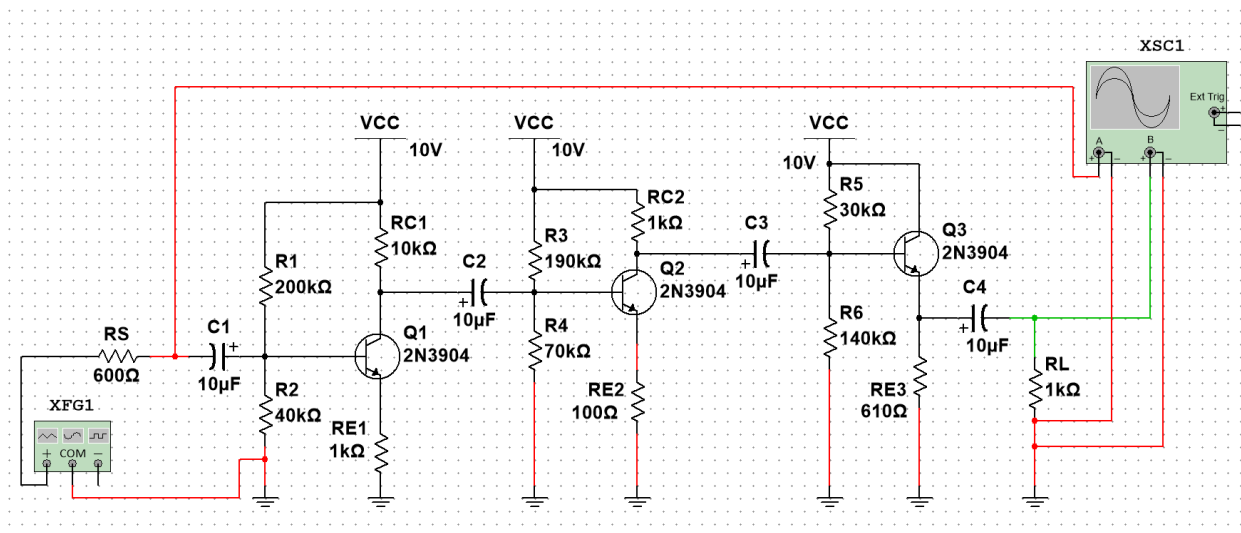 XSC1
Ext Trig
+
−
A
B
+
−
+
−
VCC
10V
VCC
10V
VCC
10V
RC1
10kΩ
RC2
1kΩ
R5
30kΩ
R1
200kΩ
R3
190kΩ
C2
+
10µF
C3
+
10µF
Q3
2N3904
Q2
2N3904
C4
+
10µF
RS
600Ω
C1
+
10µF
Q1
2N3904
R4
70kΩ
R6
140kΩ
R2
40kΩ
RE1
1kΩ
RE2
100Ω
RE3
610Ω
RL
1kΩ
XFG1
+ COM −